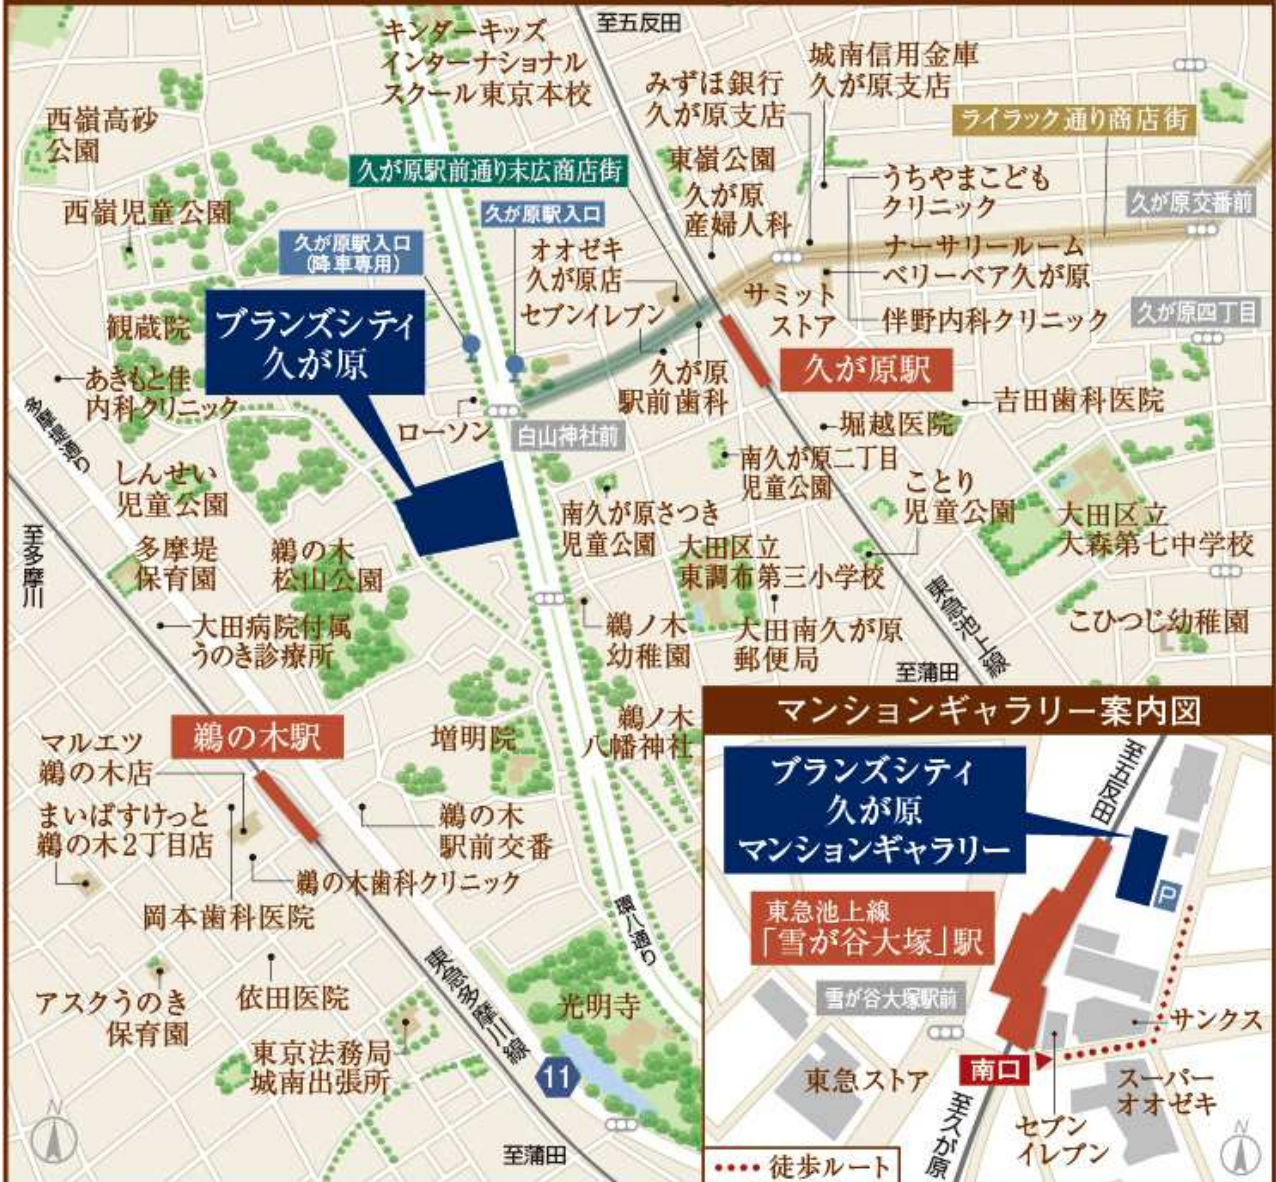 キンダーキッズ
インターナショナル
スクール東京本校
至五反田
城南信用金庫
久が原支店
みずほ銀行
久が原支店
ライラック通り商店街
西嶺高砂
公園
久が原駅前通り末広商店街
東嶺公園
久が原
産婦人科
うちやまこども
クリニック
久が原交番前
西嶺児童公園
久が原駅入口
久が原駅入口
(降車専用)
オオゼキ
久が原店
ナーサリールーム
ベリーベア久が原
セブンイレブン
サミット
ストア
伴野内科クリニック
久が原四丁目
観蔵院
ブランズシティ
久が原
久が原駅
久が原
駅前歯科
あきもと佳
内科クリニック
多摩堤通り
ローソン
白山神社前
吉田歯科医院
堀越医院
南久が原二丁目
児童公園
しんせい
児童公園
ことり
児童公園
南久が原さつき
児童公園
大田区立
大森第七中学校
至多摩川
多摩堤
保育園
鵜の木
松山公園
大田区立
東調布第三小学校
東急池上線
大田病院付属
うのき診療所
鵜ノ木
幼稚園
大田南久が原
郵便局
こひつじ幼稚園
至蒲田
鵜の木駅
増明院
鵜ノ木
八幡神社
マルエツ
鵜の木店
まいばすけっと
鵜の木2丁目店
鵜の木
駅前交番
鵜の木歯科クリニック
岡本歯科医院
環八通り
東急多摩川線
アスクうのき
保育園
依田医院
光明寺
東京法務局
城南出張所
11
N
至蒲田
マンションギャラリー案内図
至五反田
ブランズシティ
久が原
マンションギャラリー
P
東急池上線
「雪が谷大塚」駅
雪が谷大塚駅前
サンクス
南口
東急ストア
スーパー
オオゼキ
セブン
イレブン
至久が原
N
徒歩ルート